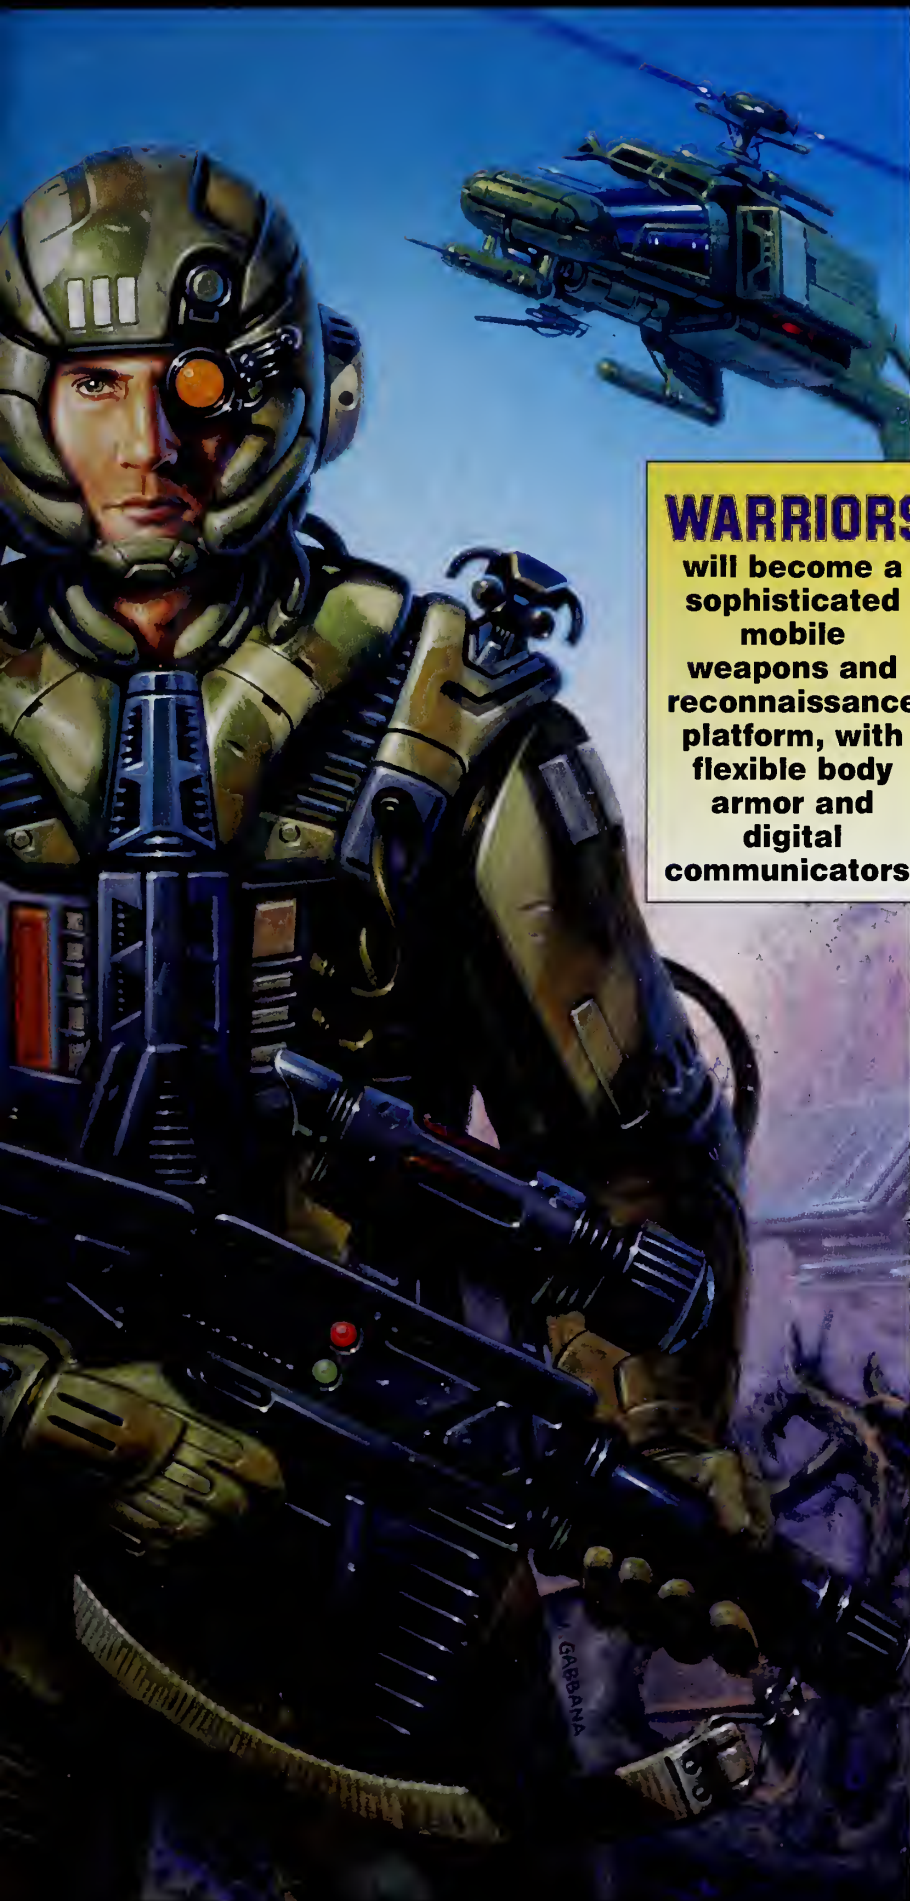 WARRIORS
will become a
sophisticated
mobile
weapons and
reconnaissance
platform, with
flexible body
armor and
digital
communicators
M. GABBANA